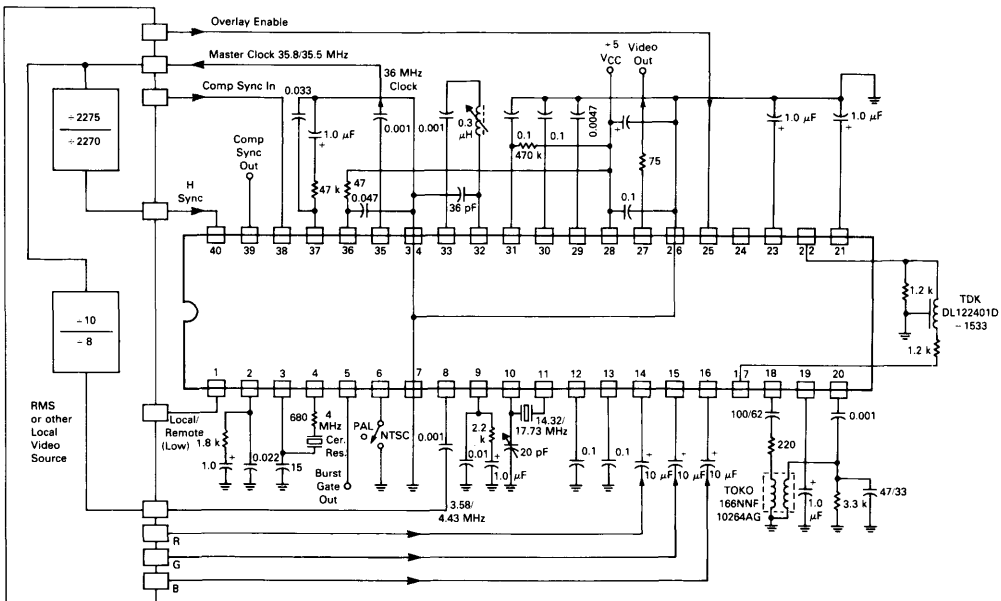 Overlay Enable
Master Clock 35.8/35.5 MHz
Comp Sync In
÷ 2275
÷ 2270
Comp
Sync
Out
H
Sync
0.033
1.0 µF
+
47 k
47
0.047
36 MHz
Clock
0.001
0.001
0.3
µH
36 pF
0.1
470 k
0.1
0.0047
+ 5
VCC
Video
Out
+
75
0.1
1.0 µF
+
1.0 µF
+
40
39
38
37
36
35
34
33
32
31
30
29
28
27
26
25
24
23
22
21
1.2 k
1.2 k
TDK
DL122401D
– 1533
÷ 10
÷ 8
1
2
3
4
5
6
7
8
9
10
11
12
13
14
15
16
17
18
19
20
RMS
or other
Local
Video
Source
Local/
Remote
(Low)
1.8 k
1.0
+
0.022
15
680
4
MHz
Cer.
Res.
Burst
Gate
Out
PAL
NTSC
0.001
3.58/
4.43 MHz
2.2
k
0.01
+
1.0
µF
14.32/
17.73 MHz
20 pF
0.1
0.1
+
10 µF
+
10 µF
+
10 µF
100/62
220
TOKO
166NNF
10264AG
+
1.0
µF
0.001
3.3 k
47/33
R
G
B